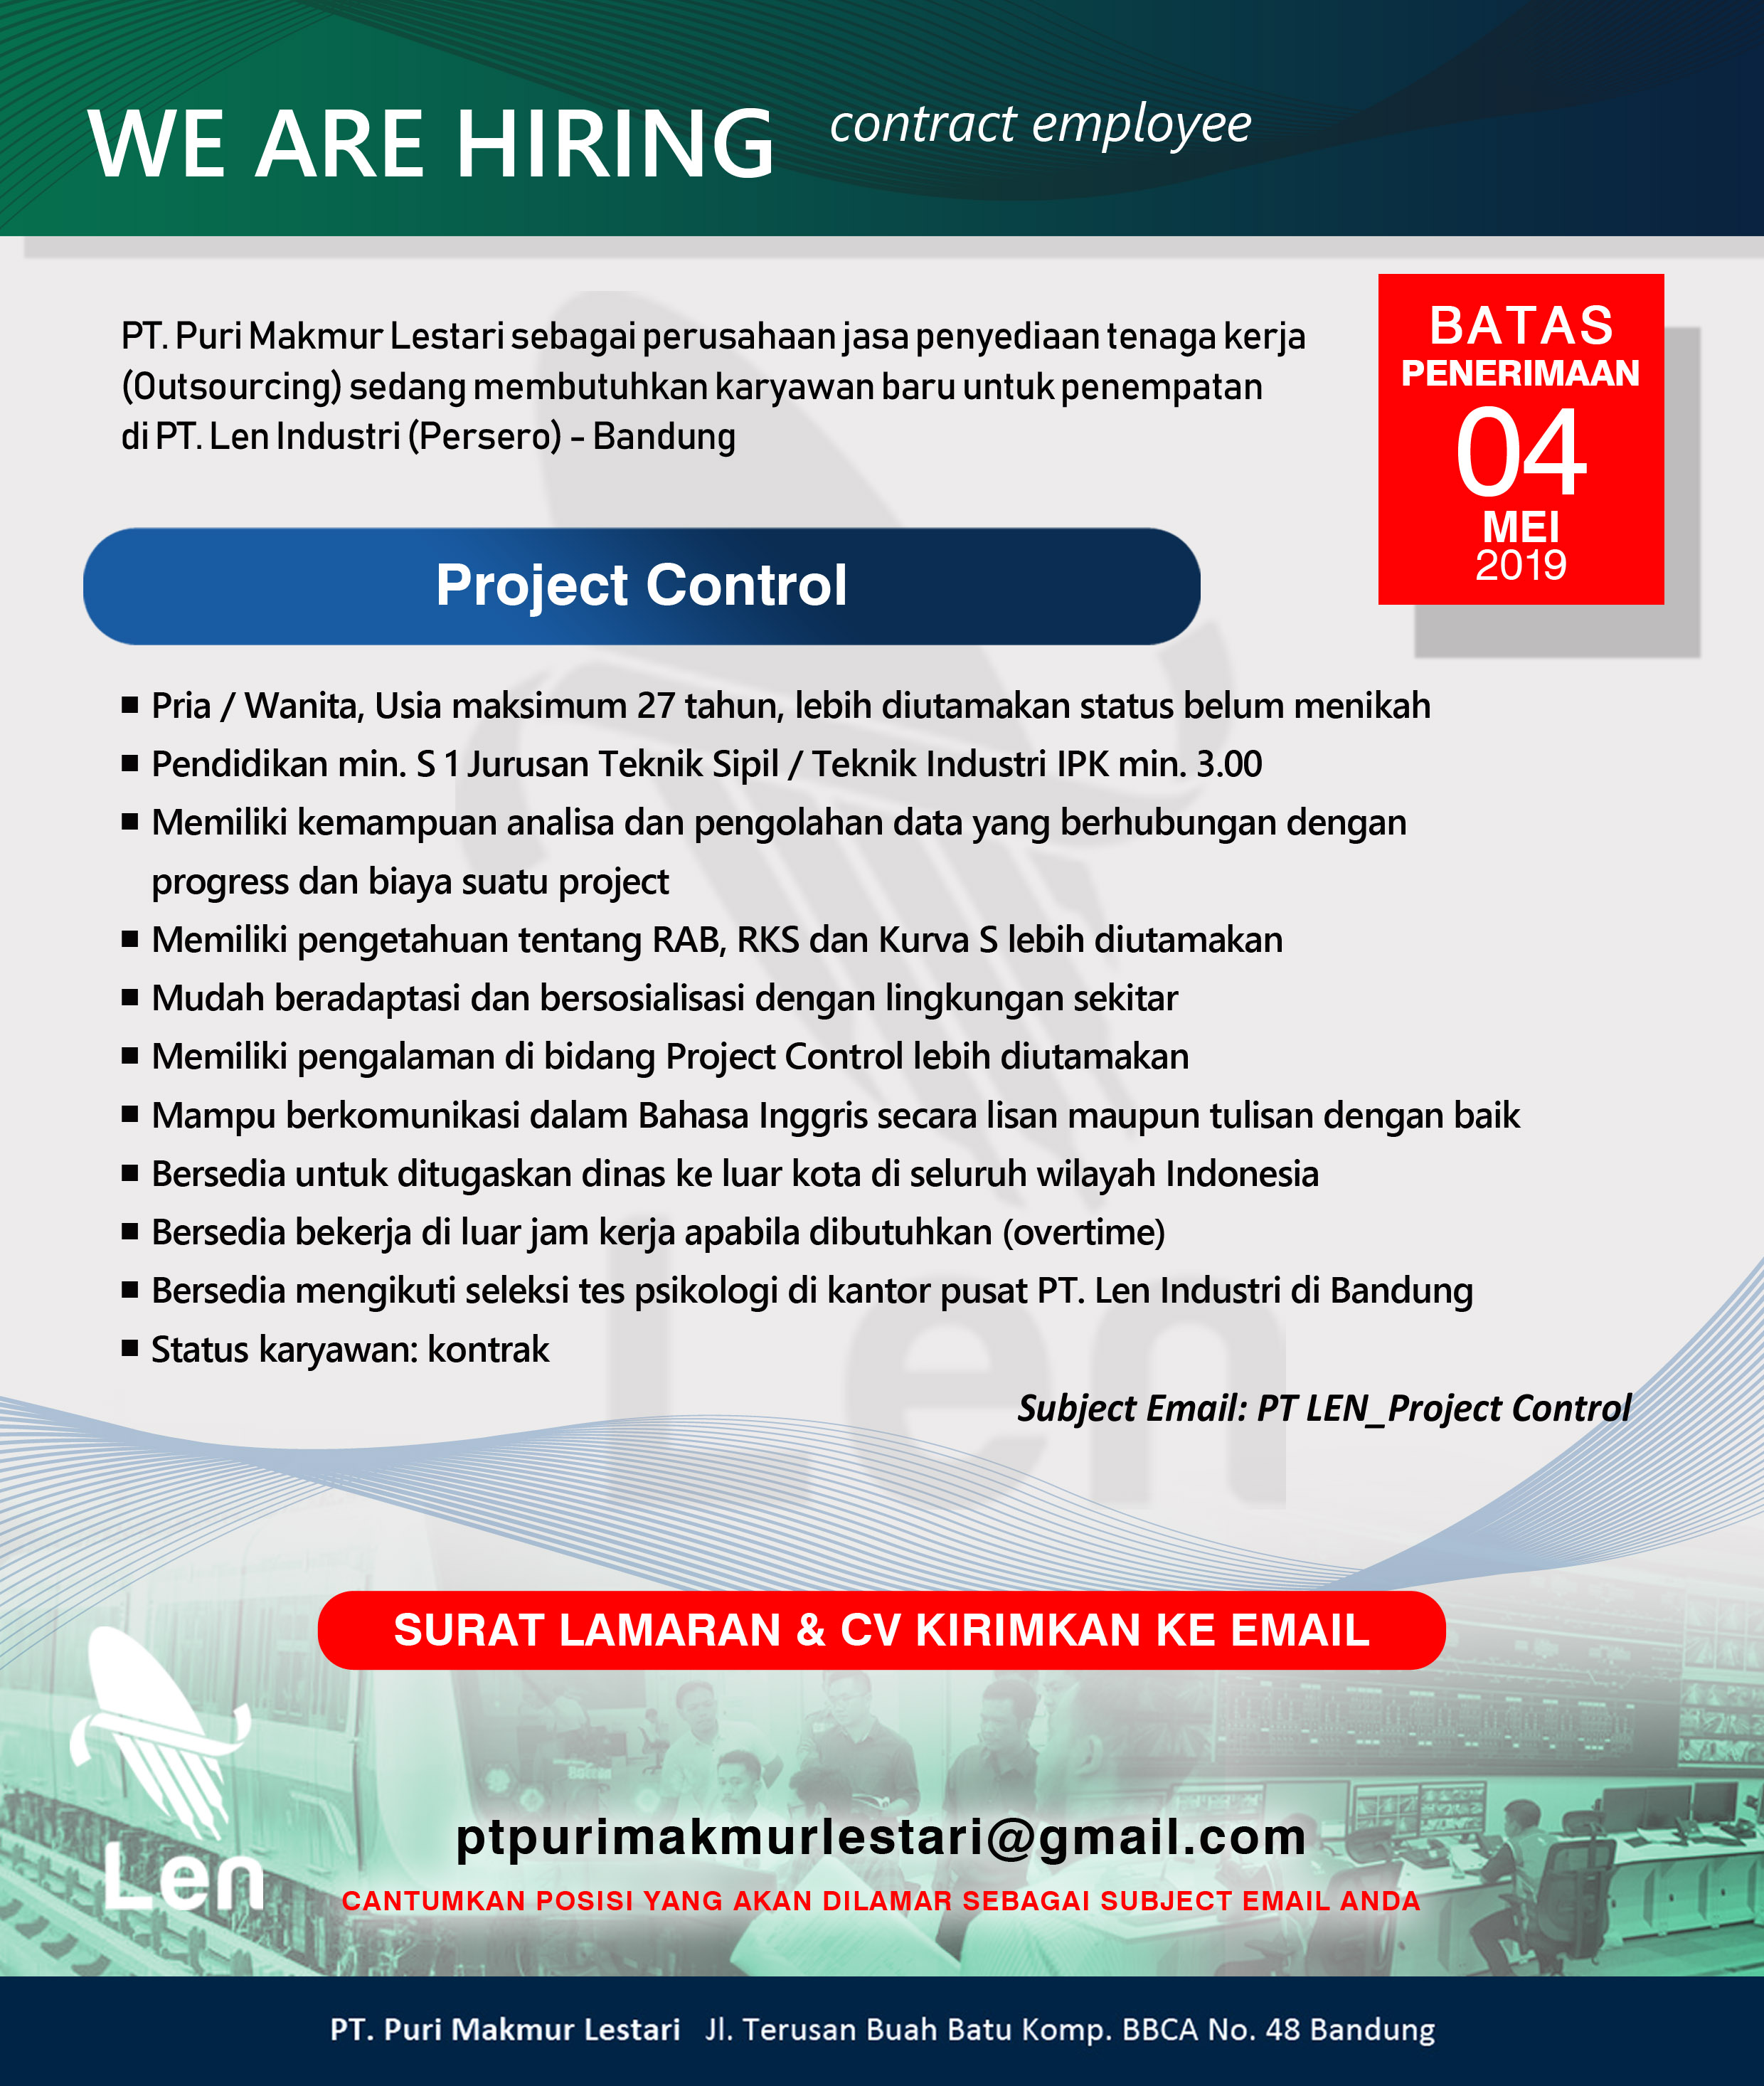 WE ARE HIRING contract employee
PT. Puri Makmur Lestari sebagai perusahaan jasa penyediaan tenaga kerja
(Outsourcing) sedang membutuhkan karyawan baru untuk penempatan
di PT. Len Industri (Persero) - Bandung
BATAS
PENERIMAAN
04
MEI
2019
Project Control
Pria / Wanita, Usia maksimum 27 tahun, lebih diutamakan status belum menikah
Pendidikan min. S 1 Jurusan Teknik Sipil / Teknik Industri IPK min. 3.00
Memiliki kemampuan analisa dan pengolahan data yang berhubungan dengan
progress dan biaya suatu project
Memiliki pengetahuan tentang RAB, RKS dan Kurva S lebih diutamakan
Mudah beradaptasi dan bersosialisasi dengan lingkungan sekitar
Memiliki pengalaman di bidang Project Control lebih diutamakan
Mampu berkomunikasi dalam Bahasa Inggris secara lisan maupun tulisan dengan baik
Bersedia untuk ditugaskan dinas ke luar kota di seluruh wilayah Indonesia
Bersedia bekerja di luar jam kerja apabila dibutuhkan (overtime)
Bersedia mengikuti seleksi tes psikologi di kantor pusat PT. Len Industri di Bandung
Status karyawan: kontrak
Len
Subject Email: PT LEN_Project Control
SURAT LAMARAN & CV KIRIMKAN KE EMAIL
ptpurimakmurlestari@gmail.com
Len
CANTUMKAN POSISI YANG AKAN DILAMAR SEBAGAI SUBJECT EMAIL ANDA
PT. Puri Makmur Lestari Jl. Terusan Buah Batu Komp. BBCA No. 48 Bandung